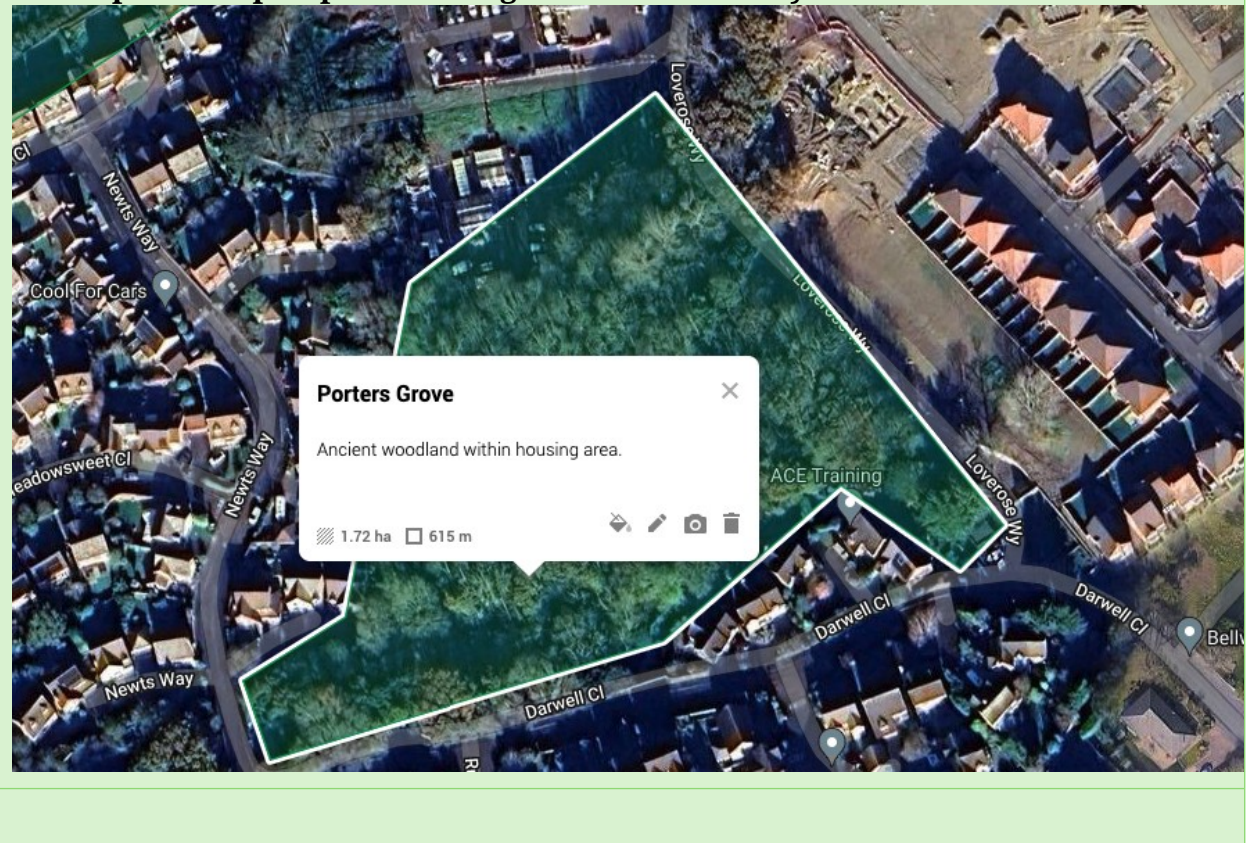 Cl
Newts Way
Cool For Cars
Loverose Wy
Loverose Wy
Porters Grove
Ancient woodland within housing area.
1.72 ha 615 m
ACE Training
Newts Way
Loverose Wy
Darwell Cl
Darwell Cl
Newts Way
Darwell Cl